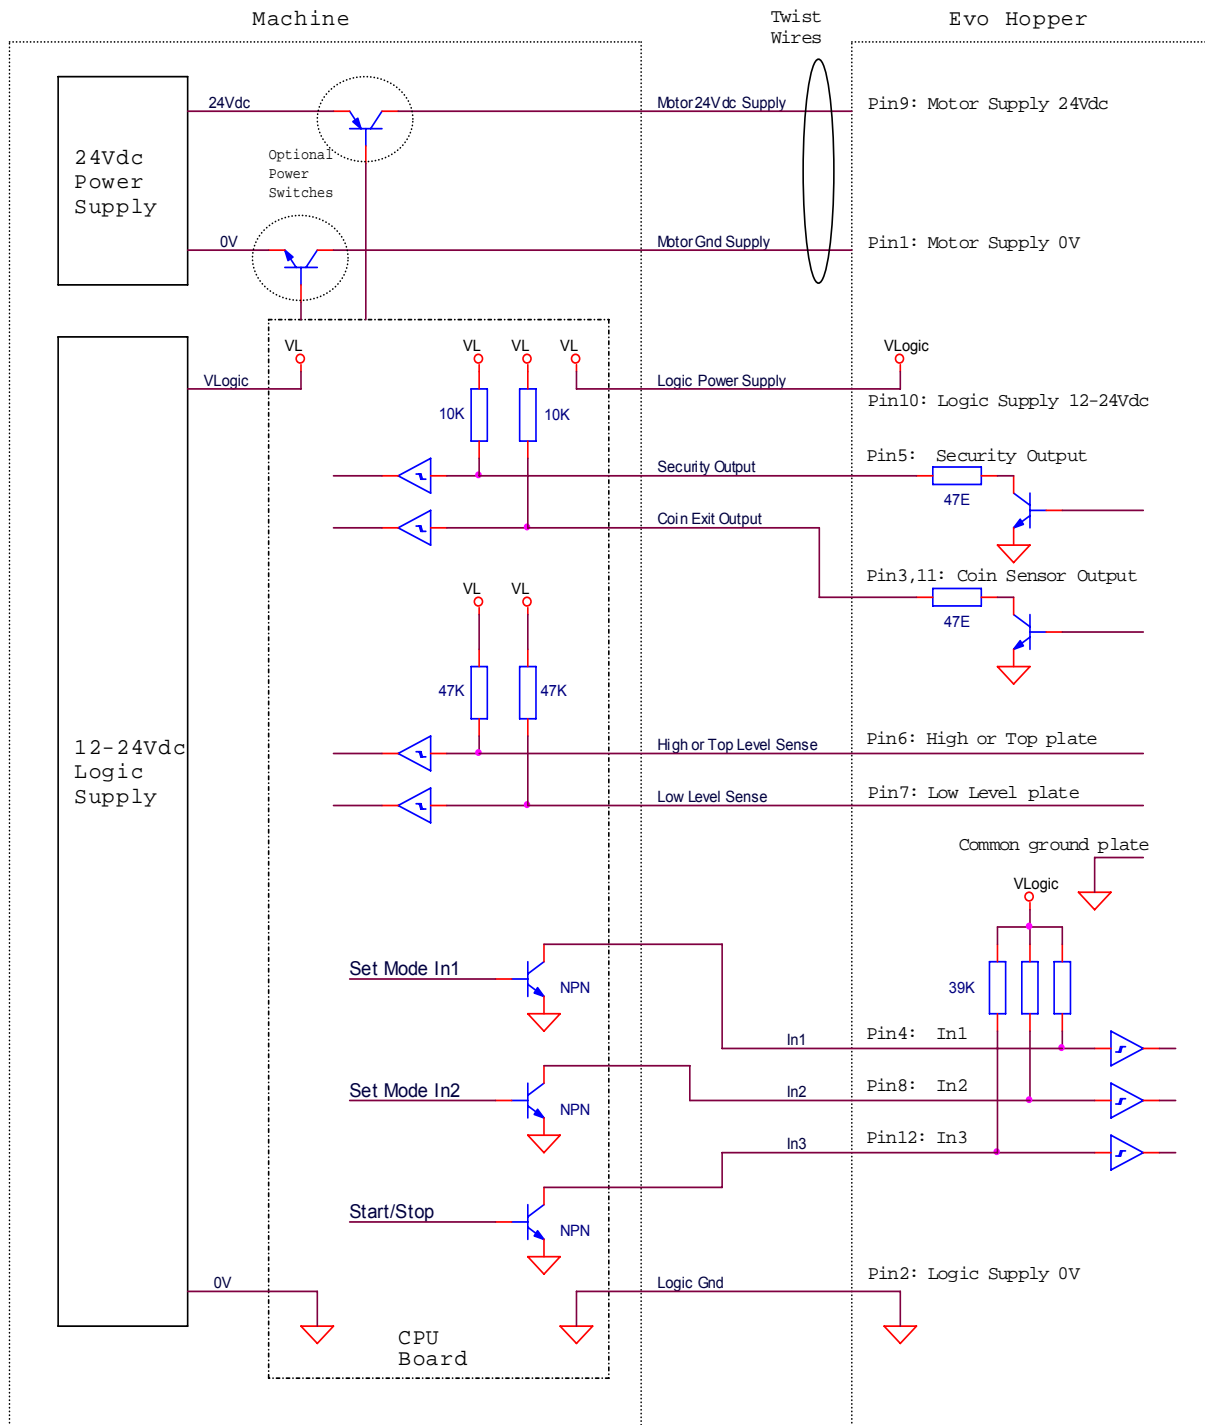 Machine
Twist
Wires
Evo Hopper
24Vdc
Motor 24Vdc Supply
Pin9: Motor Supply 24Vdc
24Vdc
Power
Supply
Optional
Power
Switches
0V
Motor Gnd Supply
Pin1: Motor Supply 0V
VL
VL
VL
VL
VLogic
VLogic
Logic Power Supply
Pin10: Logic Supply 12-24Vdc
10K
10K
Pin5: Security Output
Security Output
47E
Coin Exit Output
Pin3,11: Coin Sensor Output
VL
VL
47E
47K
47K
12-24Vdc
Logic
Supply
High or Top Level Sense
Pin6: High or Top plate
Low Level Sense
Pin7: Low Level plate
Common ground plate
VLogic
Set Mode In1
NPN
39K
In1
Pin4: In1
Set Mode In2
NPN
In2
Pin8: In2
In3
Pin12: In3
Start/Stop
NPN
0V
Logic Gnd
Pin2: Logic Supply 0V
CPU
Board